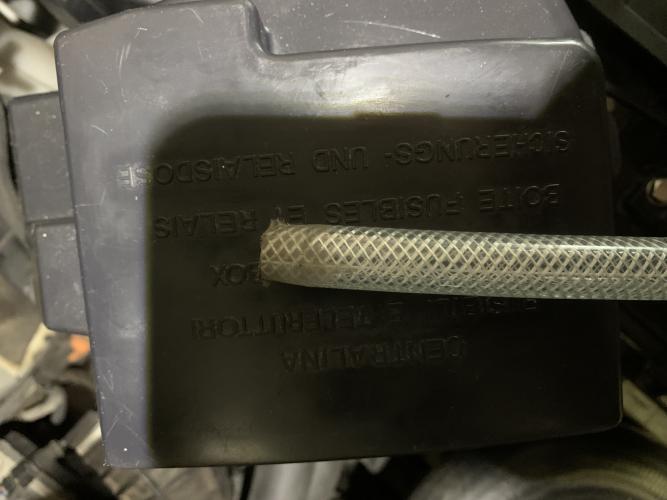 CENTRALINA
FUSIBILI E TELERUTTORI
BOX
BOITE FUSIBLES ET RELAIS
SICHERUNGS- UND RELAISDOSE